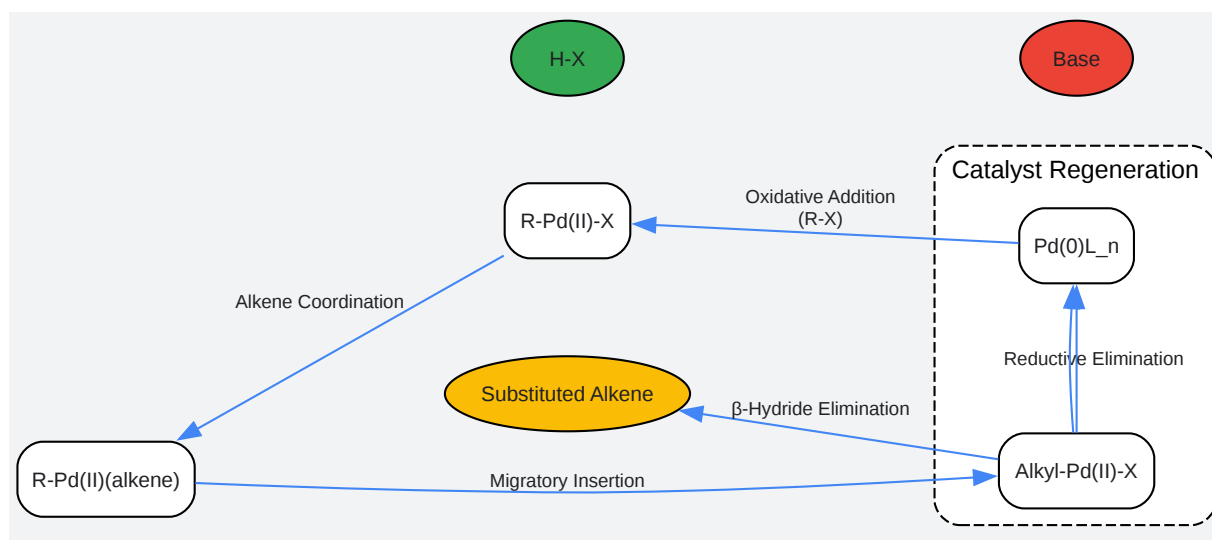 H-X
Base
Catalyst Regeneration
Oxidative Addition
(R-X)
R-Pd(II)-X
Pd(0)L_n
Alkene Coordination
Reductive Elimination
Substituted Alkene
β-Hydride Elimination
R-Pd(II)(alkene)
Migratory Insertion
Alkyl-Pd(II)-X